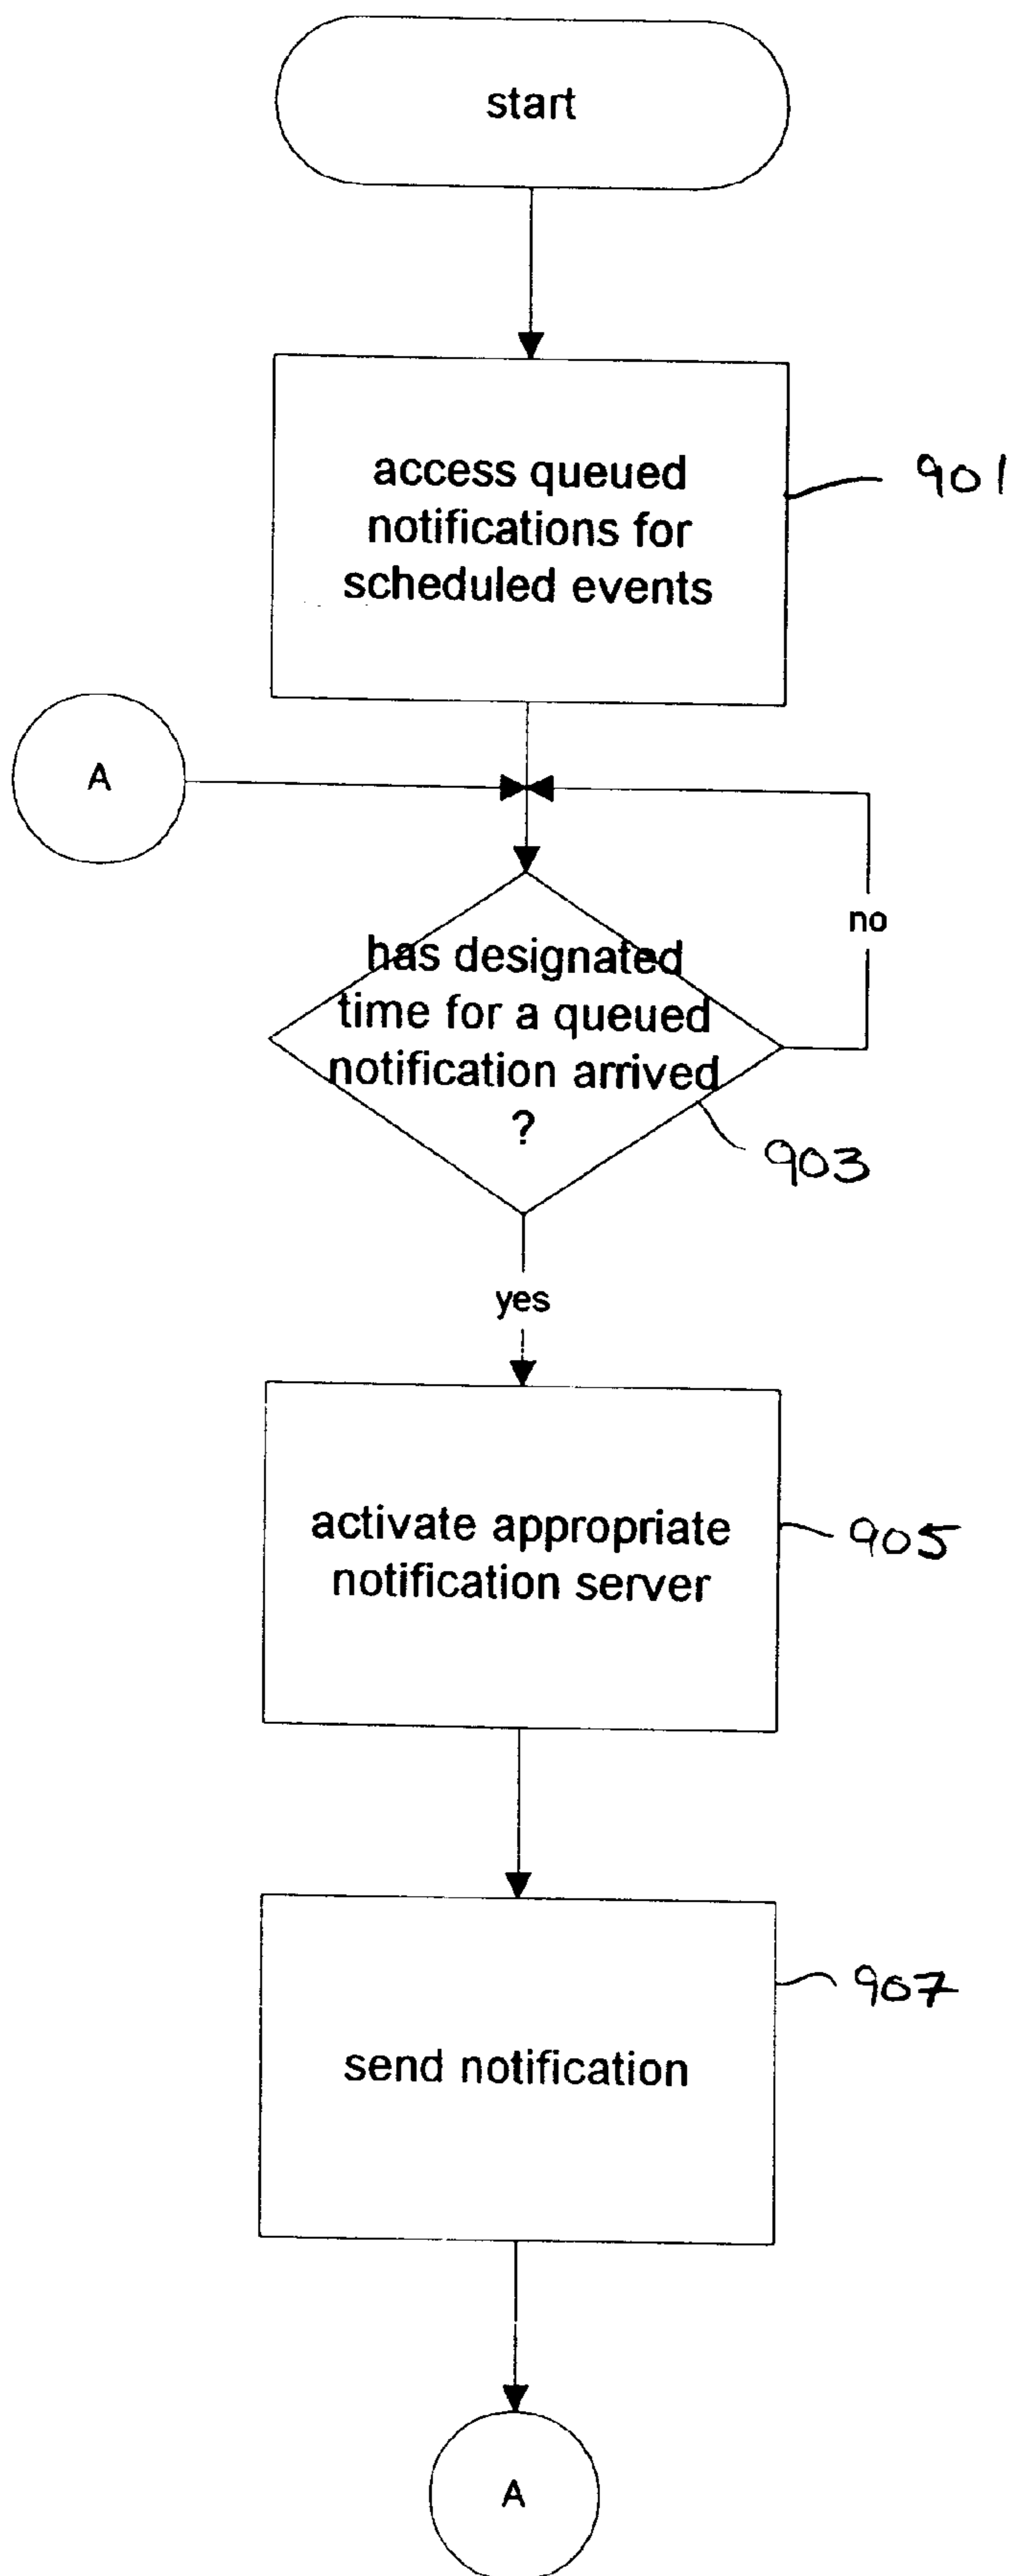 start
access queued
notifications for
scheduled events
901
A
no
has designated
time for a queued
notification arrived
?
903
yes
activate appropriate
notification server
905
907
send notification
A